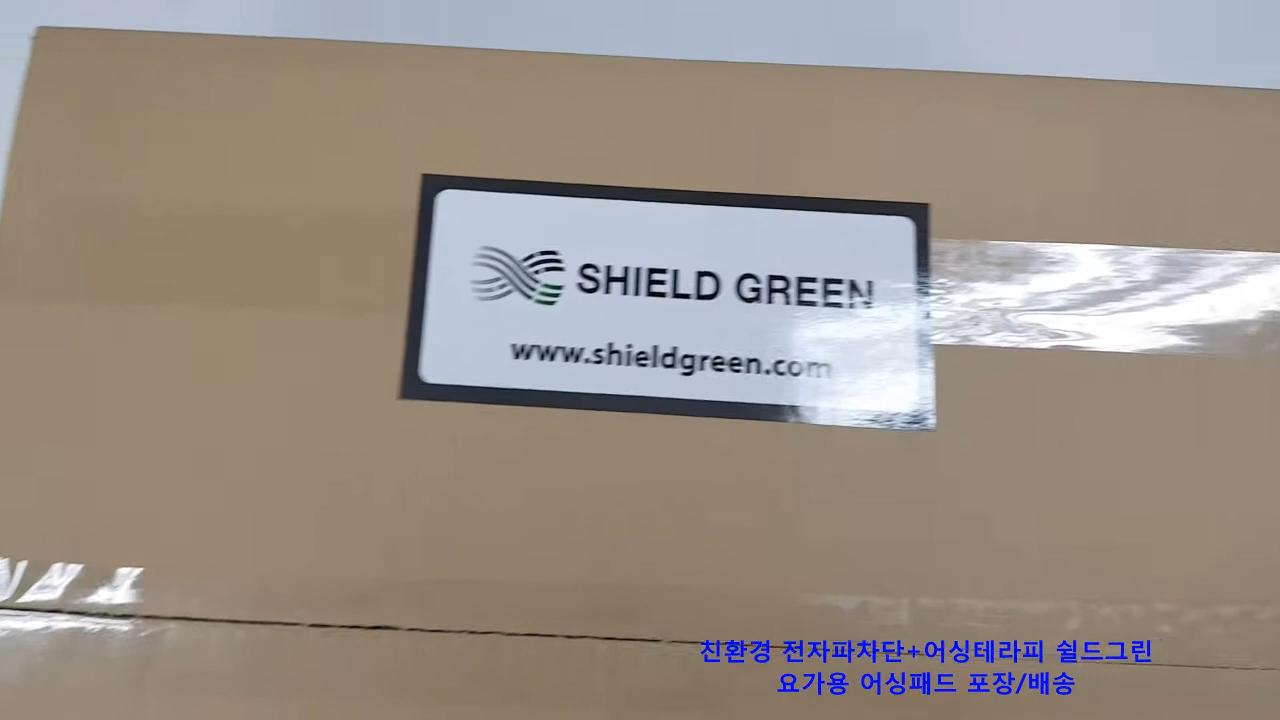 SHIELD GREEN
www.shieldgreen.com
친환경 전자파차단+어싱테라피 쉴드그린
요가용 어싱패드 포장/배송